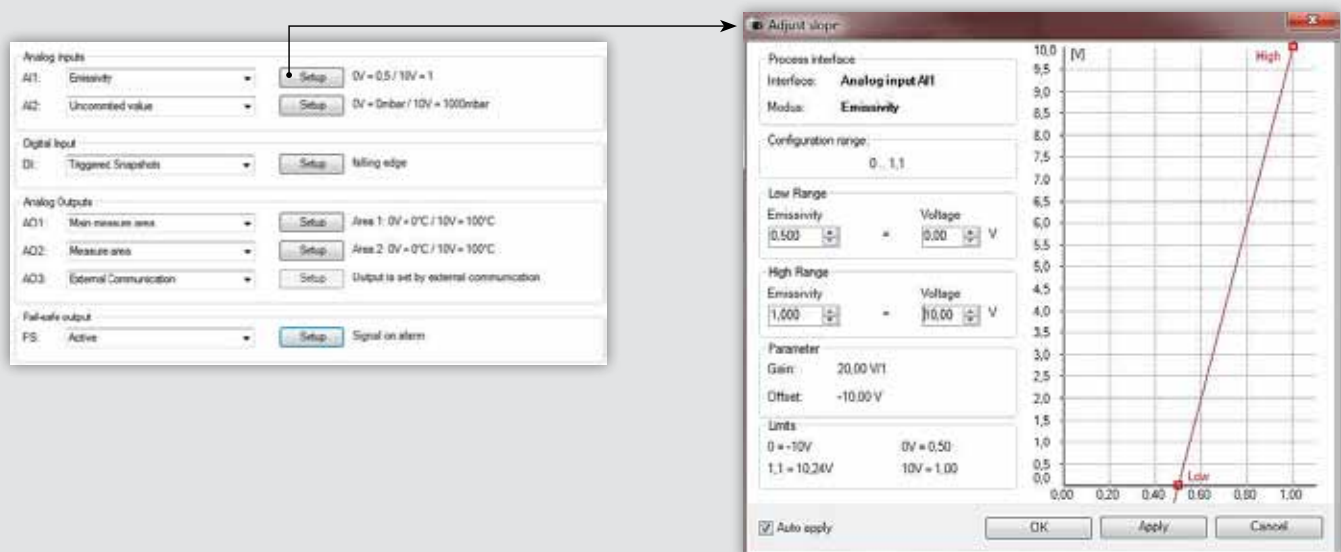 Analog inputs
AI1: Emissivity Setup 0V = 0,5 / 10V = 1
AI2: Uncommited value Setup 0V = 0mbar / 10V = 1000mbar
Digital Input
DI: Triggered Snapshots Setup falling edge
Analog Outputs
AO1: Main measure area Setup Area 1: 0V = 0°C / 10V = 100°C
AO2: Measure area Setup Area 2: 0V = 0°C / 10V = 100°C
AO3: External Communication Setup Output is set by external communication
Fail-safe output
FS: Active Setup Signal on alarm
Adjust slope
Process interface
Interface: Analog input AI1
Modus: Emissivity
Configuration range:
0 .. 1,1
Low Range
Emissivity Voltage
0,500 = 0,00 V
High Range
Emissivity Voltage
1,000 = 10,00 V
Parameter
Gain: 20,00 V/1
Offset: -10,00 V
Limits
0 = -10V 0V = 0,50
1,1 = 10,24V 10V = 1,00
Auto apply
10,0 [V] High
9,5
9,0
8,5
8,0
7,5
7,0
6,5
6,0
5,5
5,0
4,5
4,0
3,5
3,0
2,5
2,0
1,5
1,0
0,5 Low
0,0
0,00 0,20 0,40 0,60 0,80 1,00
OK Apply Cancel